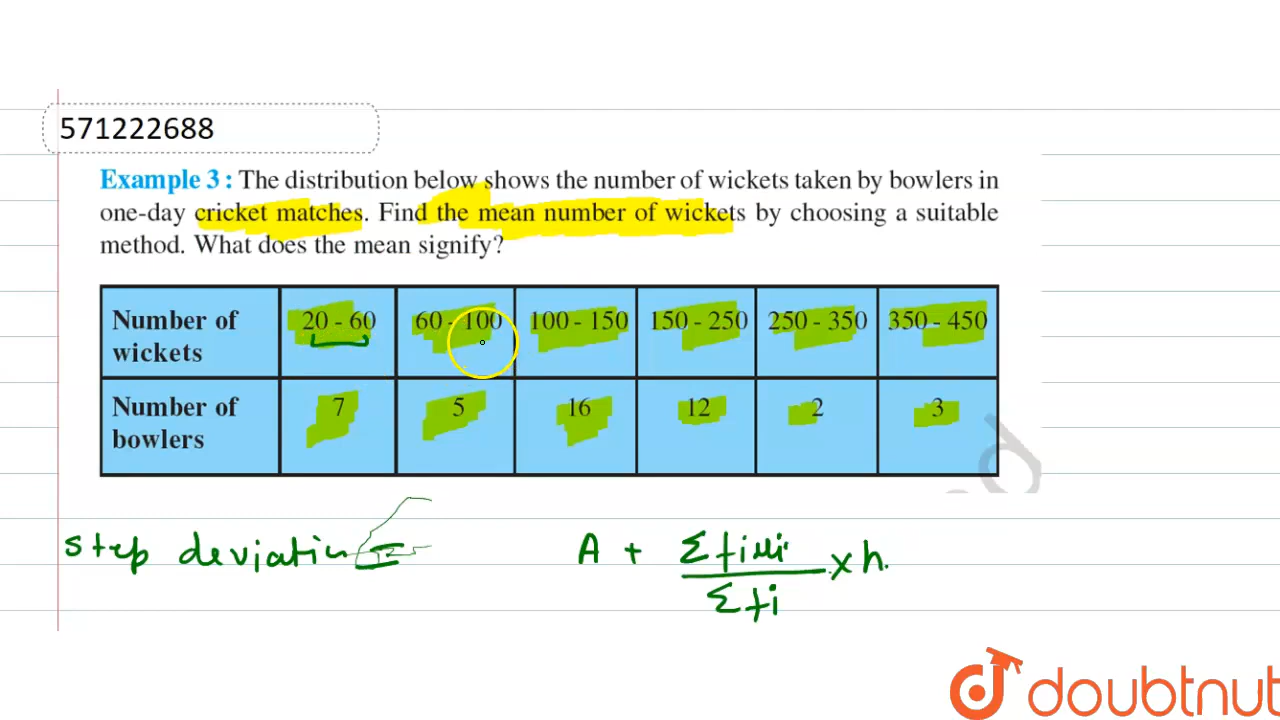 571222688
Example 3 : The distribution below shows the number of wickets taken by bowlers in
one-day cricket matches. Find the mean number of wickets by choosing a suitable
method. What does the mean signify?
Number of wickets 20 - 60 60 - 100 100 - 150 150 - 250 250 - 350 350 - 450
Number of bowlers 7 5 16 12 2 3
step deviatin A + Σfiui / Σfi × h.
doubtnut